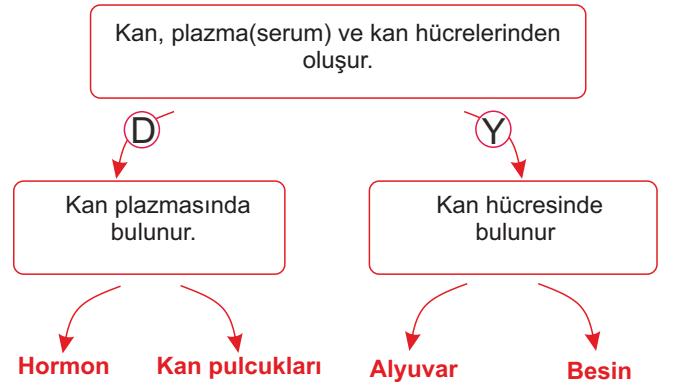 Kan, plazma(serum) ve kan hücrelerinden
oluşur.
D
Y
Kan plazmasında
bulunur.
Kan hücresinde
bulunur
Hormon
Kan pulcukları
Alyuvar
Besin